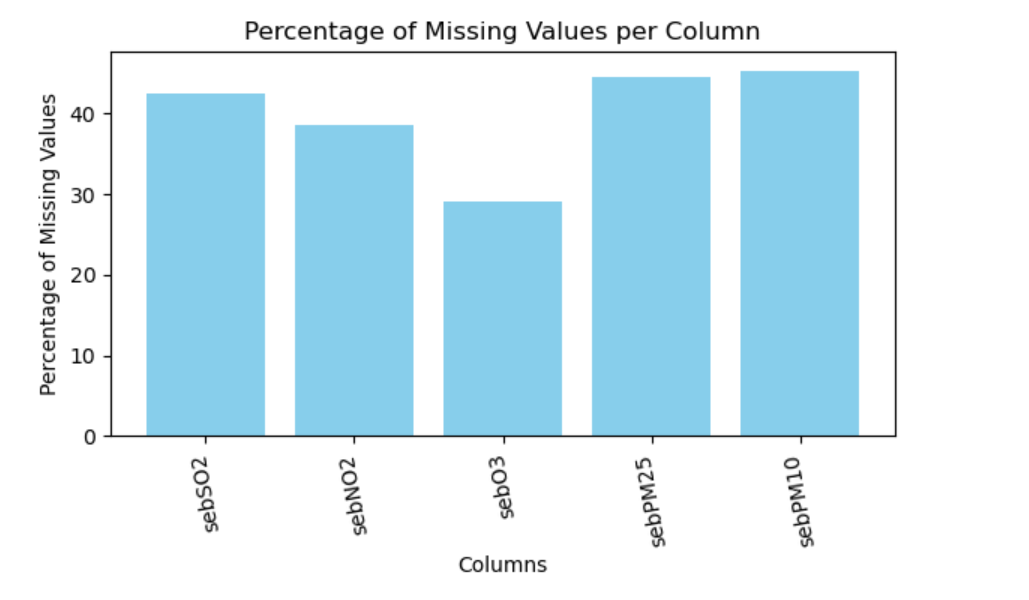 Percentage of Missing Values per Column
Percentage of Missing Values
40
30
20
10
0
sebSO2
sebNO2
sebO3
sebPM25
sebPM10
Columns